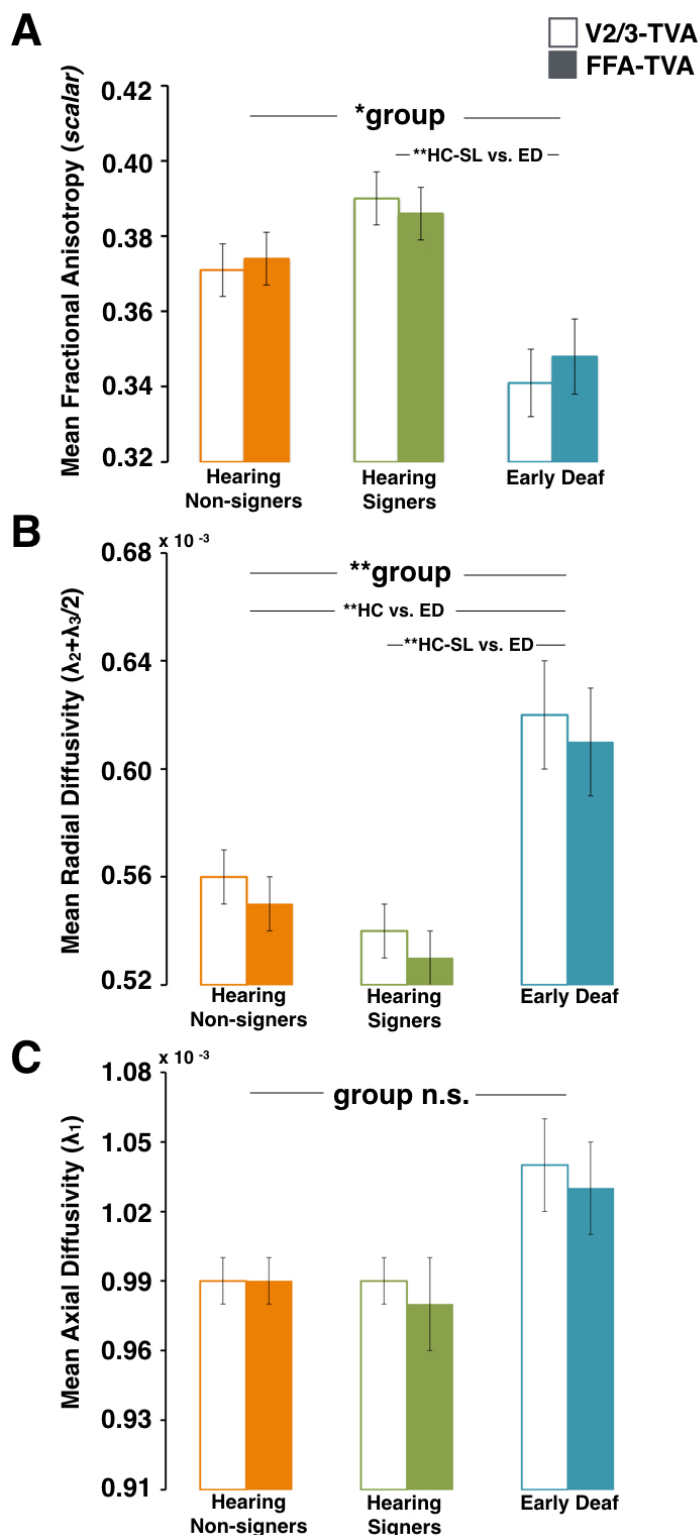 A
V2/3-TVA
FFA-TVA
Mean Fractional Anisotropy (scalar)
0.42
0.40
0.38
0.36
0.34
0.32
*group
**HC-SL vs. ED
Hearing
Non-signers
Hearing
Signers
Early Deaf
B
x 10 -3
Mean Radial Diffusivity (λ2+λ3/2)
0.68
0.64
0.60
0.56
0.52
**group
**HC vs. ED
**HC-SL vs. ED
Hearing
Non-signers
Hearing
Signers
Early Deaf
C
x 10 -3
Mean Axial Diffusivity (λ1)
1.08
1.05
1.02
0.99
0.96
0.93
0.91
group n.s.
Hearing
Non-signers
Hearing
Signers
Early Deaf